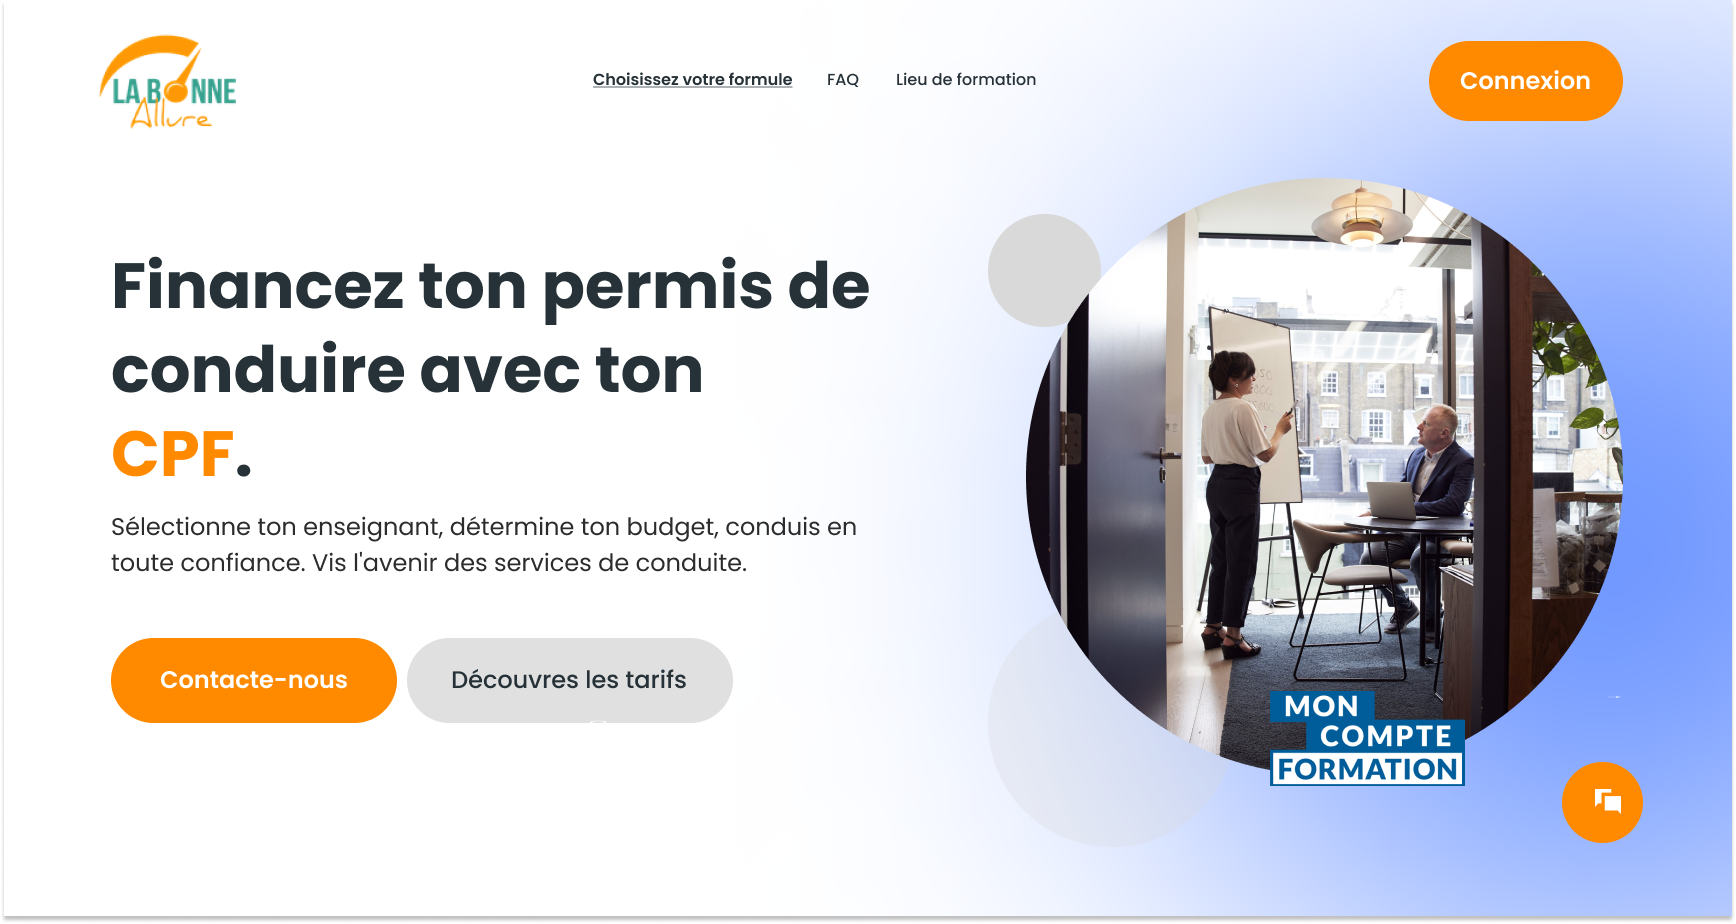 LA BONNE
Allure
Choisissez votre formule
FAQ
Lieu de formation
Connexion
Financez ton permis de
conduire avec ton
CPF.
Sélectionne ton enseignant, détermine ton budget, conduis en
toute confiance. Vis l'avenir des services de conduite.
Contacte-nous
Découvres les tarifs
MON
COMPTE
FORMATION